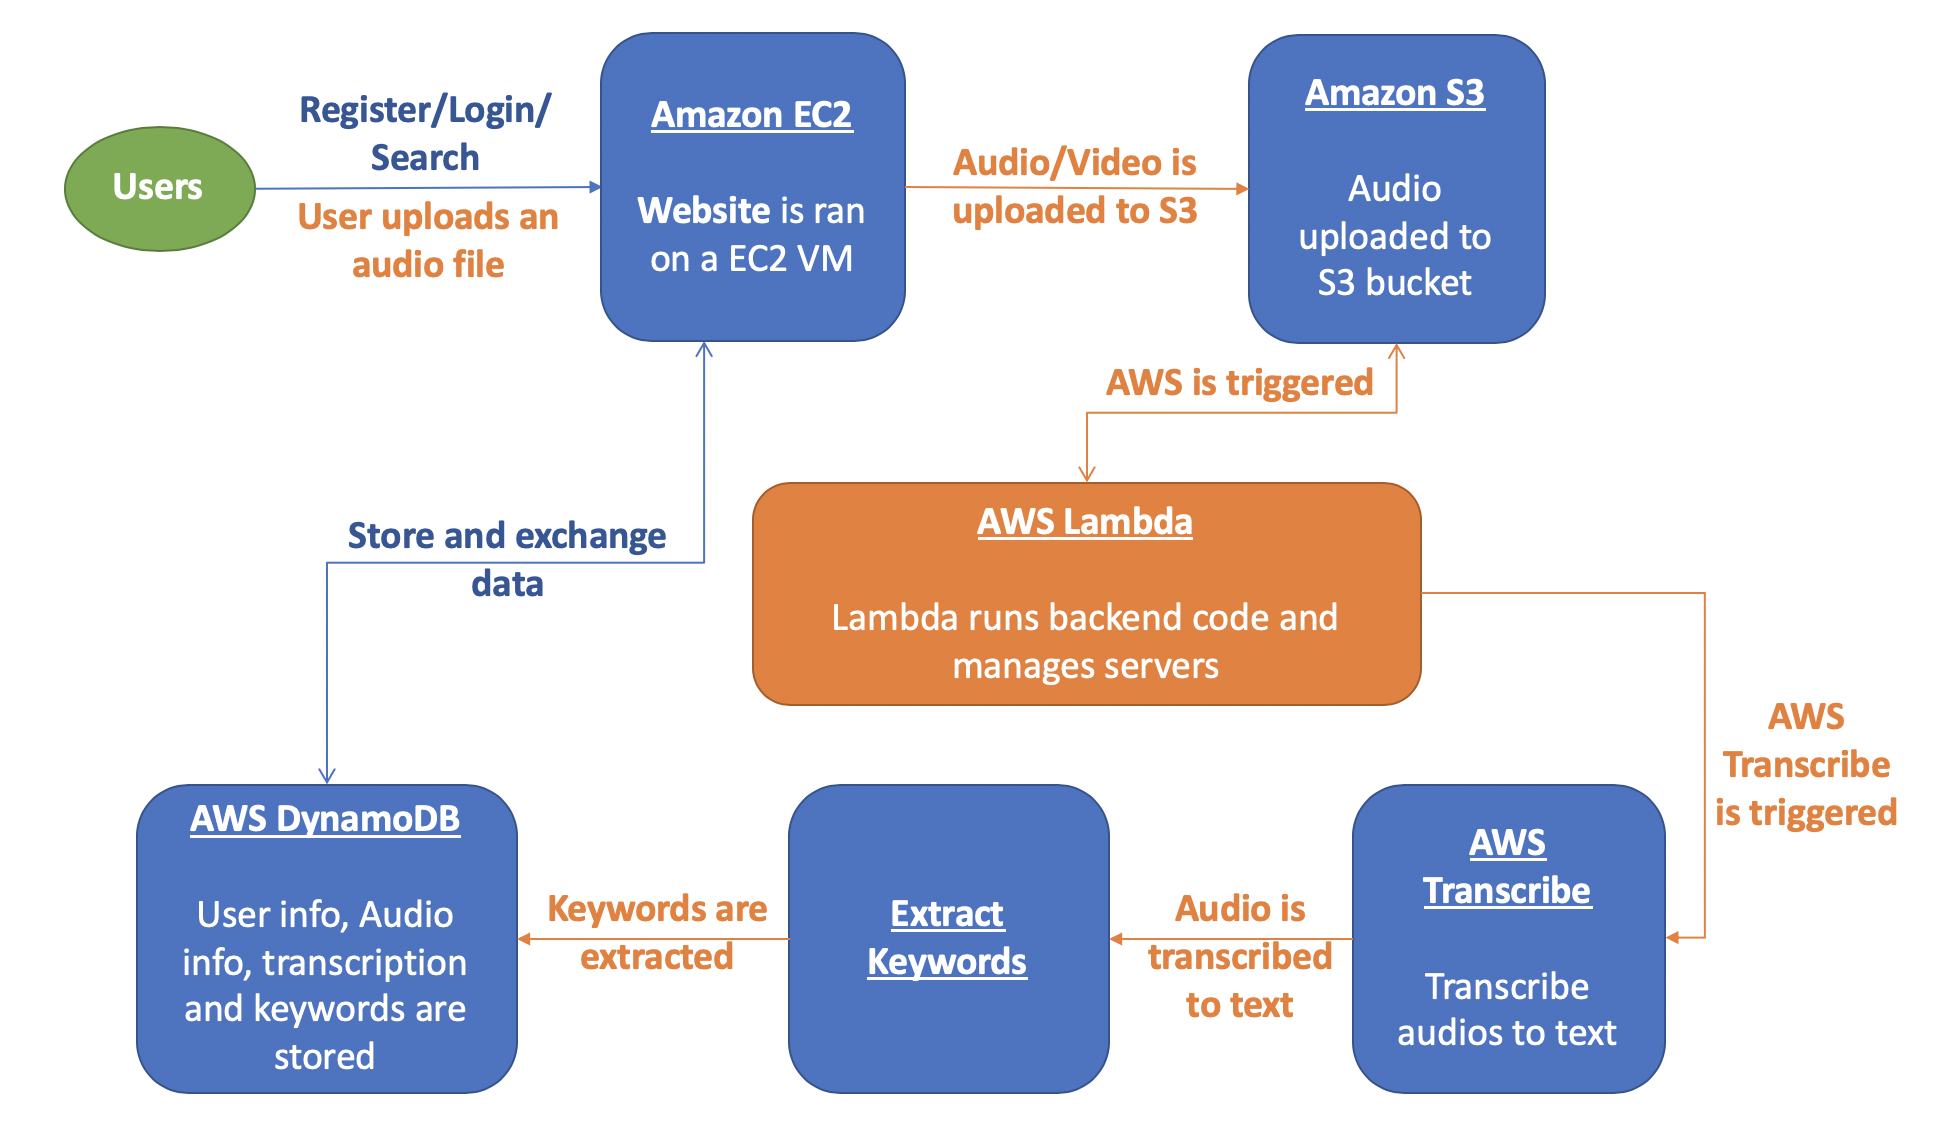 Users
Register/Login/
Search
User uploads an
audio file
Amazon EC2
Website is ran
on a EC2 VM
Audio/Video is
uploaded to S3
Amazon S3
Audio
uploaded to
S3 bucket
AWS is triggered
Store and exchange
data
AWS Lambda
Lambda runs backend code and
manages servers
AWS
Transcribe
is triggered
AWS
Transcribe
Transcribe
audios to text
Audio is
transcribed
to text
Extract
Keywords
Keywords are
extracted
AWS DynamoDB
User info, Audio
info, transcription
and keywords are
stored